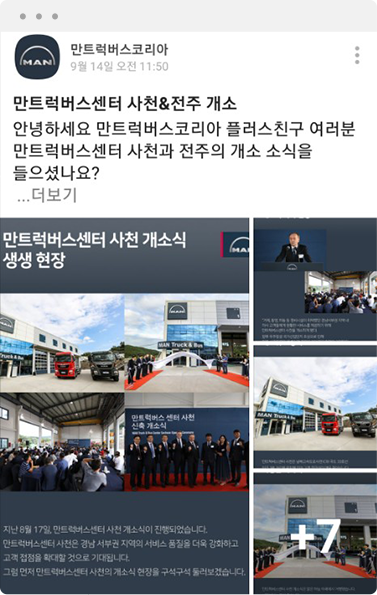 MAN
만트럭버스코리아
9월 14일 오전 11:50
만트럭버스센터 사천&전주 개소
안녕하세요 만트럭버스코리아 플러스친구 여러분
만트럭버스센터 사천과 전주의 개소 소식을
들으셨나요?
...더보기
만트럭버스센터 사천 개소식
생생 현장
MAN
MAN Truck & Bus
만트럭버스 센터 사천
신축 개소식
지난 8월 17일, 만트럭버스센터 사천 개소식이 진행되었습니다.
만트럭버스센터 사천은 경남 서부권 지역의 서비스 품질을 더욱 강화하고
고객 접점을 확대할 것으로 기대됩니다.
그럼 먼저 만트럭버스센터 사천의 개소식 현장을 구석구석 둘러보겠습니다.
MAN Truck & Bus
+7